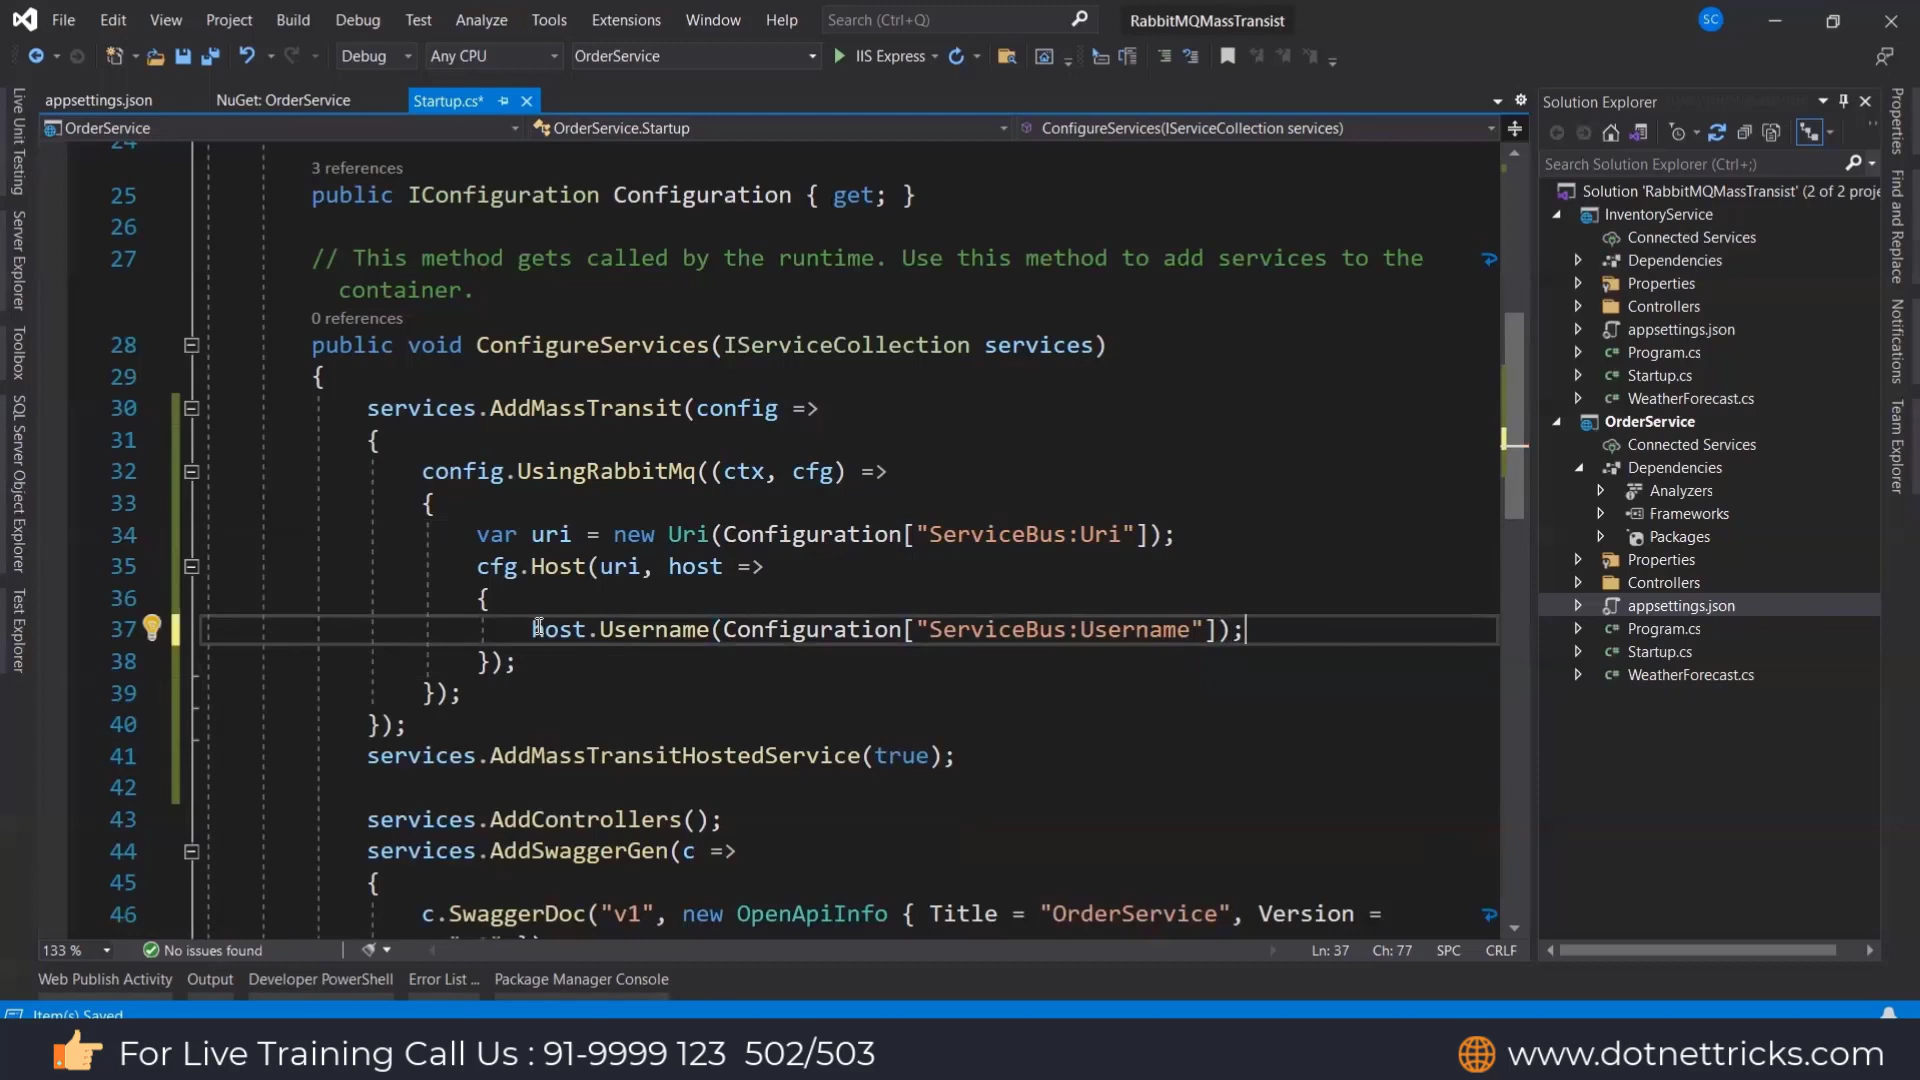 File Edit View Project Build Debug Test Analyze Tools Extensions Window Help Search (Ctrl+Q) RabbitMQMassTransist SC
Debug Any CPU OrderService IIS Express
appsettings.json NuGet: OrderService Startup.cs*
OrderService OrderService.Startup ConfigureServices(IServiceCollection services)
24
3 references
25 public IConfiguration Configuration { get; }
26
27 // This method gets called by the runtime. Use this method to add services to the
container.
0 references
28 public void ConfigureServices(IServiceCollection services)
29 {
30 services.AddMassTransit(config =>
31 {
32 config.UsingRabbitMq((ctx, cfg) =>
33 {
34 var uri = new Uri(Configuration["ServiceBus:Uri"]);
35 cfg.Host(uri, host =>
36 {
37 host.Username(Configuration["ServiceBus:Username"]);
38 });
39 });
40 });
41 services.AddMassTransitHostedService(true);
42
43 services.AddControllers();
44 services.AddSwaggerGen(c =>
45 {
46 c.SwaggerDoc("v1", new OpenApiInfo { Title = "OrderService", Version =
133 % No issues found Ln: 37 Ch: 77 SPC CRLF
Web Publish Activity Output Developer PowerShell Error List ... Package Manager Console
Item(s) Saved
Live Unit Testing
Server Explorer
Toolbox
SQL Server Object Explorer
Test Explorer
Solution Explorer
Search Solution Explorer (Ctrl+;)
Solution 'RabbitMQMassTransist' (2 of 2 proje
InventoryService
Connected Services
Dependencies
Properties
Controllers
appsettings.json
Program.cs
Startup.cs
WeatherForecast.cs
OrderService
Connected Services
Dependencies
Analyzers
Frameworks
Packages
Properties
Controllers
appsettings.json
Program.cs
Startup.cs
WeatherForecast.cs
Properties
Find and Replace
Notifications
Team Explorer
For Live Training Call Us : 91-9999 123 502/503
www.dotnettricks.com